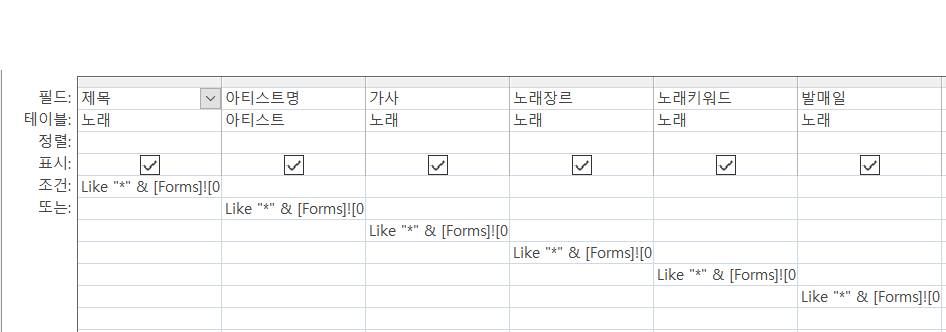 필드: 제목 아티스트명 가사 노래장르 노래키워드 발매일
테이블: 노래 아티스트 노래 노래 노래 노래
정렬:
표시:
조건: Like "*" & [Forms]![0
또는: Like "*" & [Forms]![0
Like "*" & [Forms]![0
Like "*" & [Forms]![0
Like "*" & [Forms]![0
Like "*" & [Forms]![0